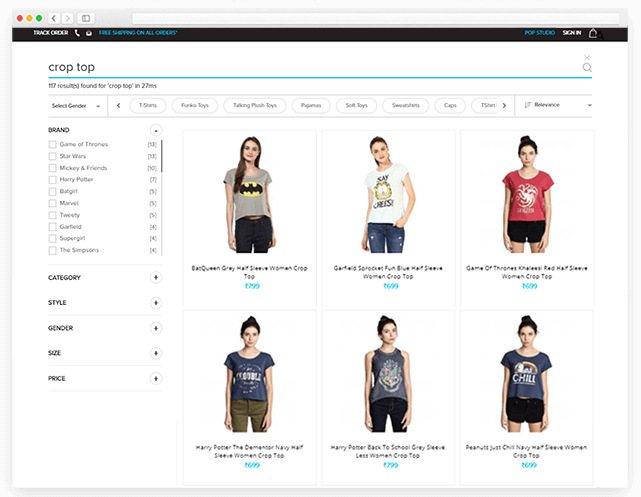 TRACK ORDER FREE SHIPPING ON ALL ORDERS* POP STUDIO SIGN IN
crop top
117 result(s) found for 'crop top' in 27ms
Select Gender T-Shirts Funko Toys Talking Plush Toys Pajamas Soft Toys Sweatshirts Caps TShirt Relevance
BRAND -
Game of Thrones [13]
Star Wars [13]
Mickey & Friends [10]
Harry Potter [7]
Batgirl [5]
Marvel [5]
Tweety [5]
Garfield [4]
Supergirl [4]
The Simpsons [4]
CATEGORY +
STYLE +
GENDER +
SIZE +
PRICE +
SAY
CHEES!
BatQueen Grey Half Sleeve Women Crop
Top
₹799
Garfield Sprocket Fun Blue Half Sleeve
Women Crop Top
₹699
Game Of Thrones Khaleesi Red Half Sleeve
Women Crop Top
₹699
TROUBLE
CHILL
Harry Potter The Dementor Navy Half
Sleeve Women Crop Top
₹699
Harry Potter Back To School Grey Sleeve
Less Women Crop Top
₹799
Peanuts Just Chill Navy Half Sleeve Women
Crop Top
₹699